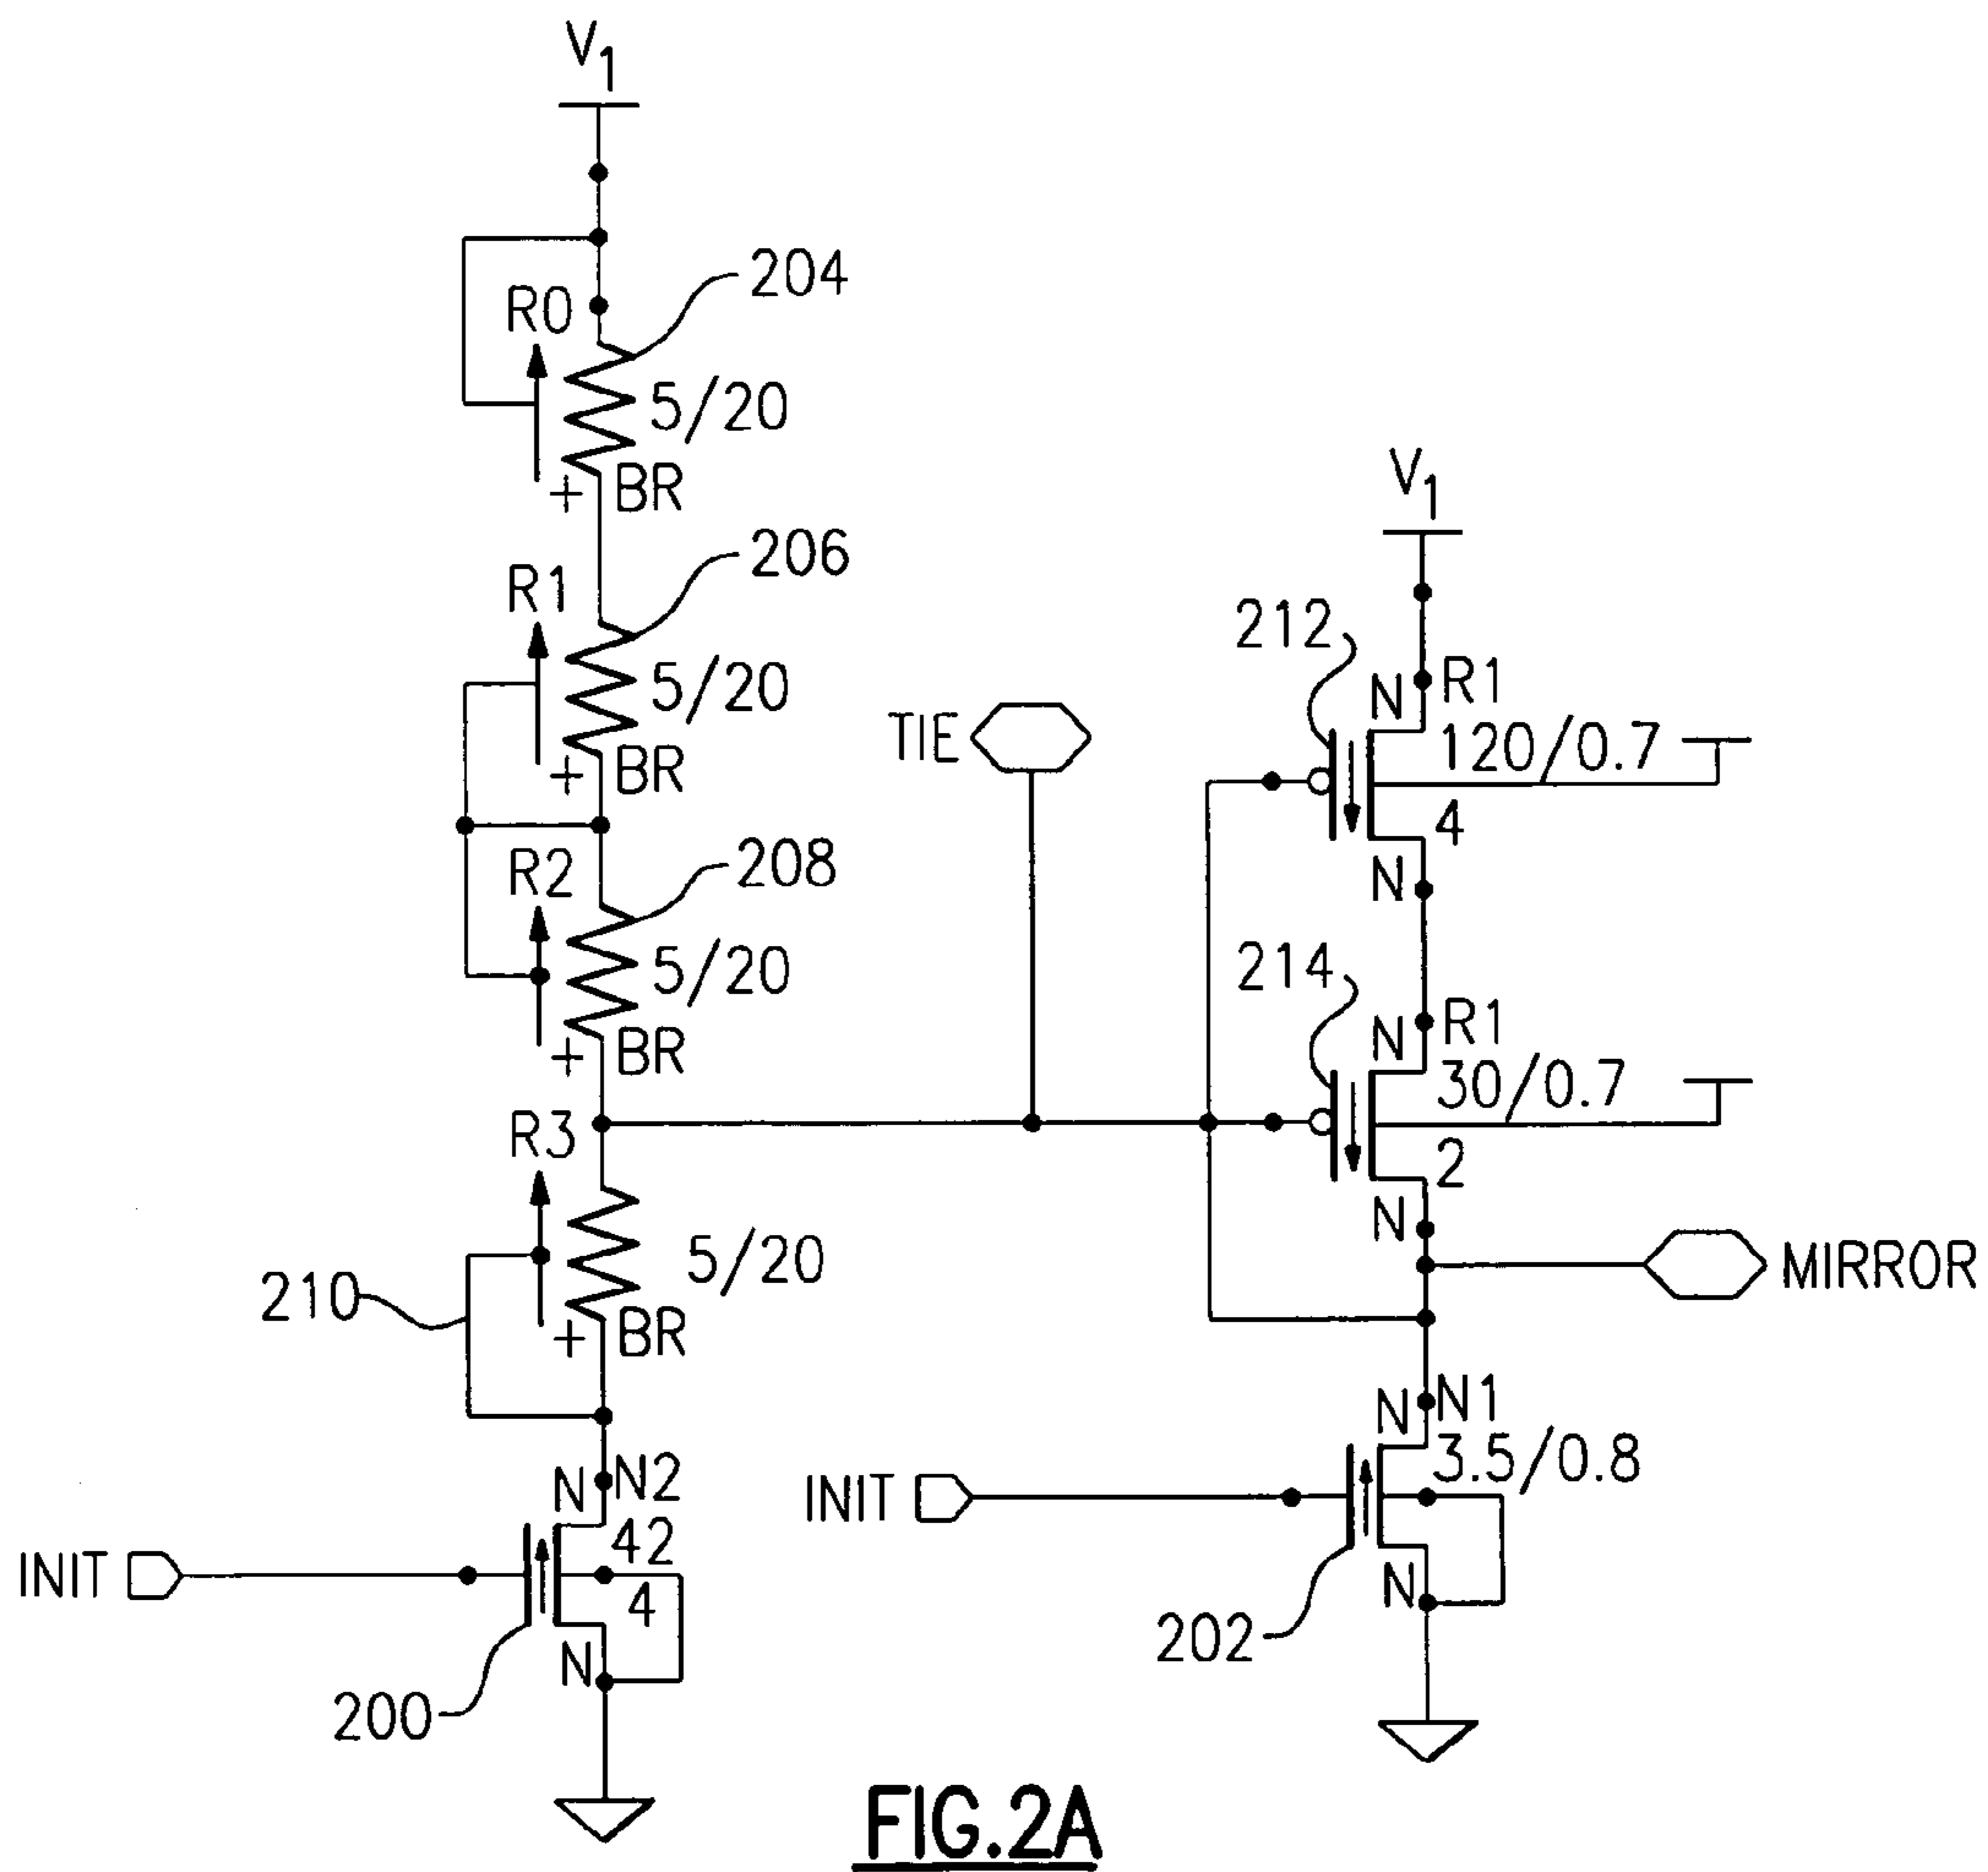 V1
R0
204
5/20
+ BR
R1
206
5/20
+ BR
R2
208
5/20
+ BR
R3
210
5/20
+ BR
N N2
42
4
N
INIT
200
TIE
V1
212
N R1
120/0.7
4
N
214
N R1
30/0.7
2
N
MIRROR
N N1
3.5/0.8
INIT
N
202
FIG.2A